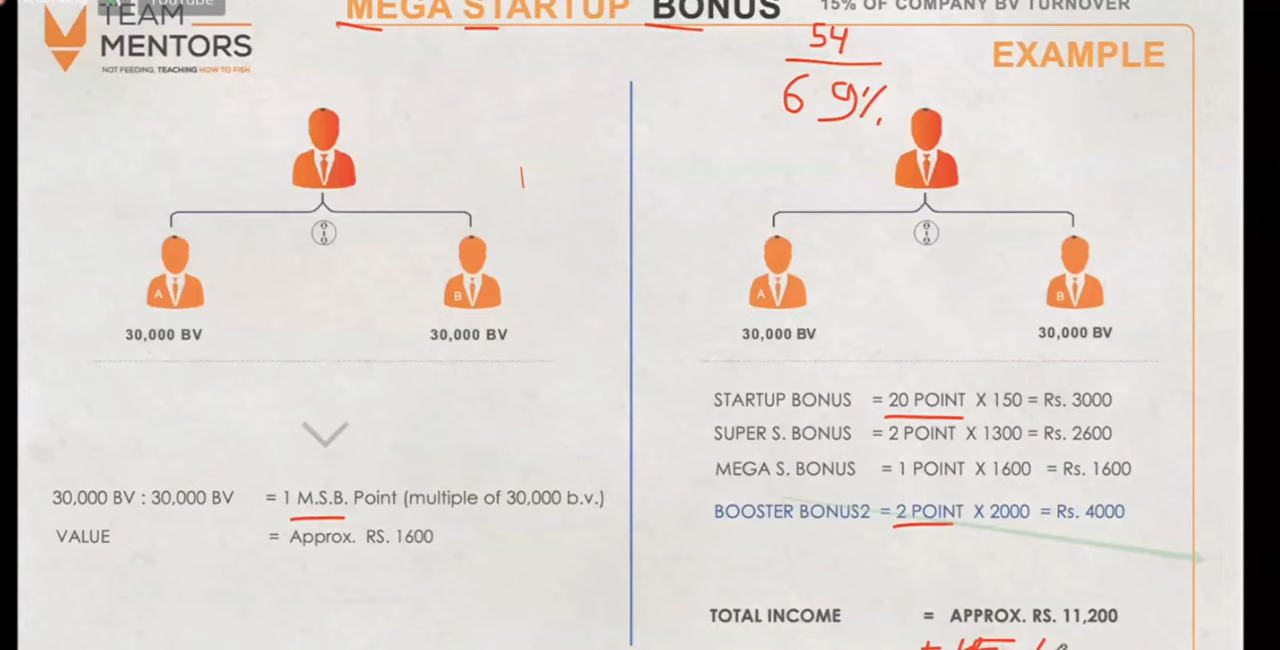 YouTube
TEAM
MENTORS
NOT FEEDING, TEACHING HOW TO FISH
MEGA STARTUP BONUS
15% OF COMPANY BV TURNOVER
54
69%
EXAMPLE
A
B
30,000 BV
30,000 BV
30,000 BV : 30,000 BV = 1 M.S.B. Point (multiple of 30,000 b.v.)
VALUE = Approx. RS. 1600
A
B
30,000 BV
30,000 BV
STARTUP BONUS = 20 POINT X 150 = Rs. 3000
SUPER S. BONUS = 2 POINT X 1300 = Rs. 2600
MEGA S. BONUS = 1 POINT X 1600 = Rs. 1600
BOOSTER BONUS2 = 2 POINT X 2000 = Rs. 4000
TOTAL INCOME = APPROX. RS. 11,200